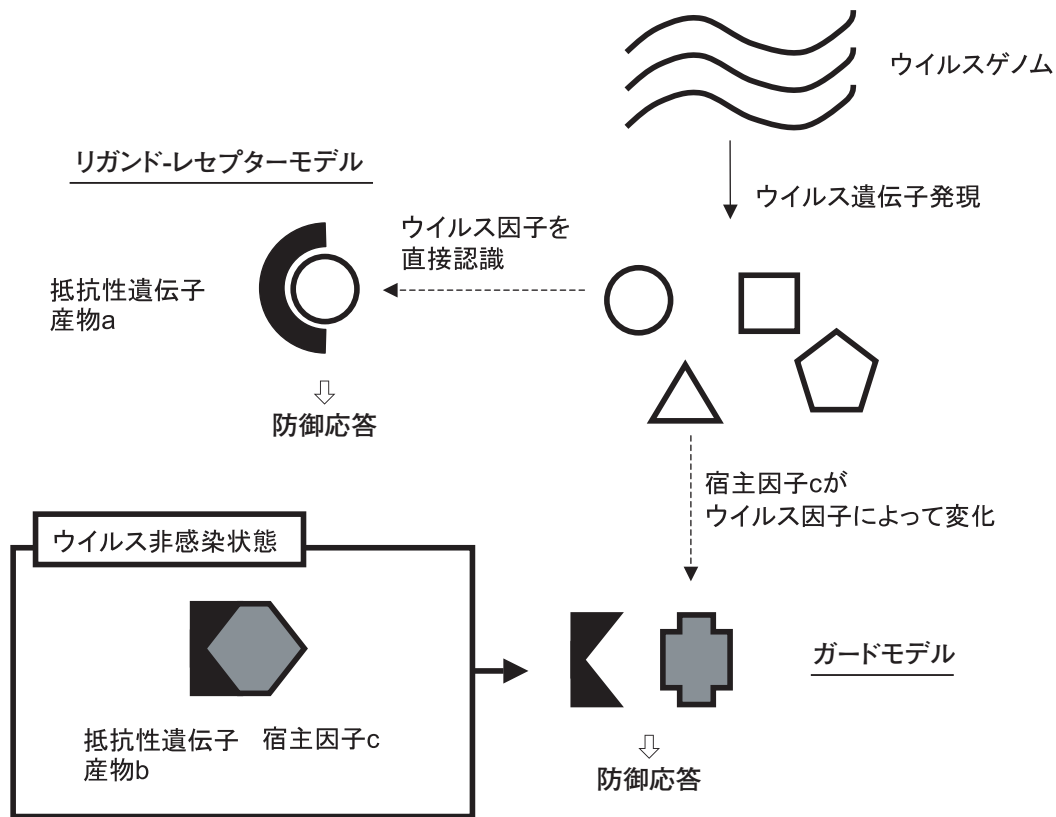 ウイルスゲノム
リガンド-レセプターモデル
ウイルス遺伝子発現
ウイルス因子を
直接認識
抵抗性遺伝子
産物a
防御応答
宿主因子cが
ウイルス因子によって変化
ウイルス非感染状態
ガードモデル
抵抗性遺伝子 宿主因子c
産物b
防御応答